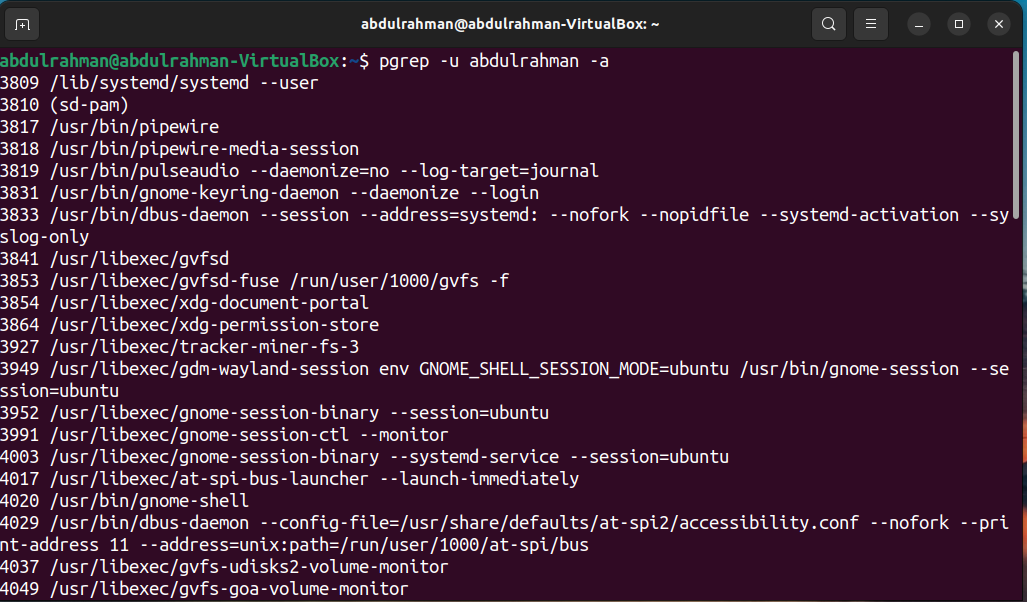 abdulrahman@abdulrahman-VirtualBox: ~
abdulrahman@abdulrahman-VirtualBox:~$ pgrep -u abdulrahman -a
3809 /lib/systemd/systemd --user
3810 (sd-pam)
3817 /usr/bin/pipewire
3818 /usr/bin/pipewire-media-session
3819 /usr/bin/pulseaudio --daemonize=no --log-target=journal
3831 /usr/bin/gnome-keyring-daemon --daemonize --login
3833 /usr/bin/dbus-daemon --session --address=systemd: --nofork --nopidfile --systemd-activation --sy
slog-only
3841 /usr/libexec/gvfsd
3853 /usr/libexec/gvfsd-fuse /run/user/1000/gvfs -f
3854 /usr/libexec/xdg-document-portal
3864 /usr/libexec/xdg-permission-store
3927 /usr/libexec/tracker-miner-fs-3
3949 /usr/libexec/gdm-wayland-session env GNOME_SHELL_SESSION_MODE=ubuntu /usr/bin/gnome-session --se
ssion=ubuntu
3952 /usr/libexec/gnome-session-binary --session=ubuntu
3991 /usr/libexec/gnome-session-ctl --monitor
4003 /usr/libexec/gnome-session-binary --systemd-service --session=ubuntu
4017 /usr/libexec/at-spi-bus-launcher --launch-immediately
4020 /usr/bin/gnome-shell
4029 /usr/bin/dbus-daemon --config-file=/usr/share/defaults/at-spi2/accessibility.conf --nofork --pri
nt-address 11 --address=unix:path=/run/user/1000/at-spi/bus
4037 /usr/libexec/gvfs-udisks2-volume-monitor
4049 /usr/libexec/gvfs-goa-volume-monitor